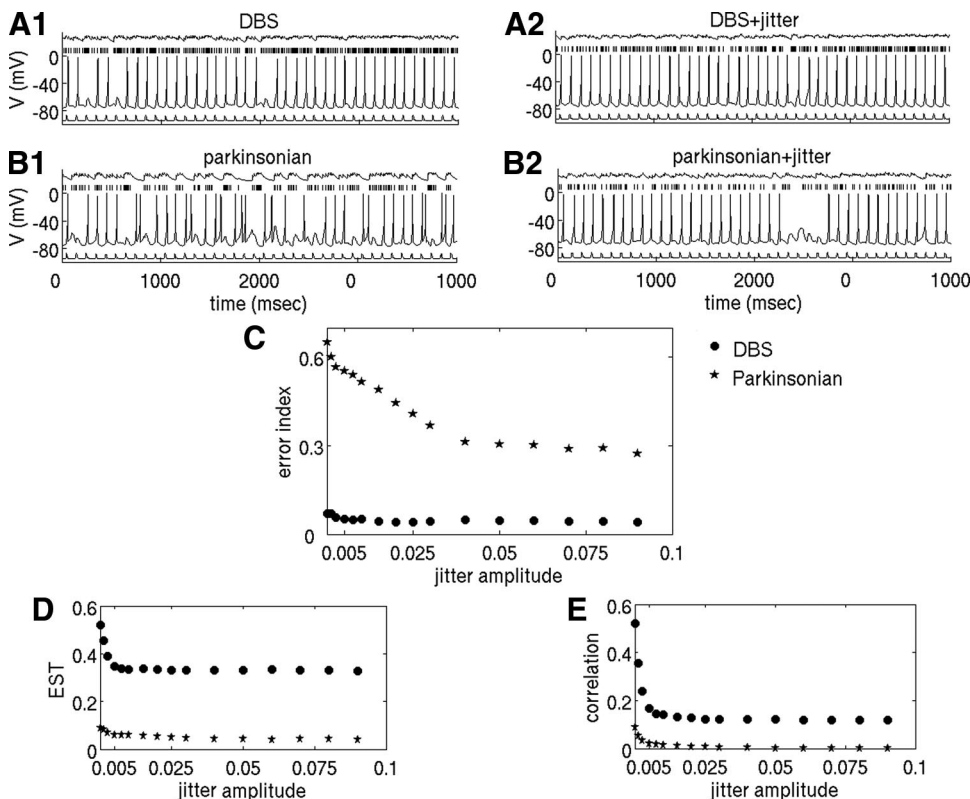 A1
DBS
V (mV)
0
-40
-80
A2
DBS+jitter
0
-40
-80
B1
parkinsonian
V (mV)
0
-40
-80
0 1000 2000 0 1000
time (msec)
B2
parkinsonian+jitter
0
-40
-80
0 1000 2000 0 1000
time (msec)
C
error index
0.6
0.3
0
0.005 0.025 0.05 0.075 0.1
jitter amplitude
DBS
Parkinsonian
D
EST
0.6
0.4
0.2
0
0.005 0.025 0.05 0.075 0.1
jitter amplitude
E
correlation
0.6
0.4
0.2
0
0.005 0.025 0.05 0.075 0.1
jitter amplitude